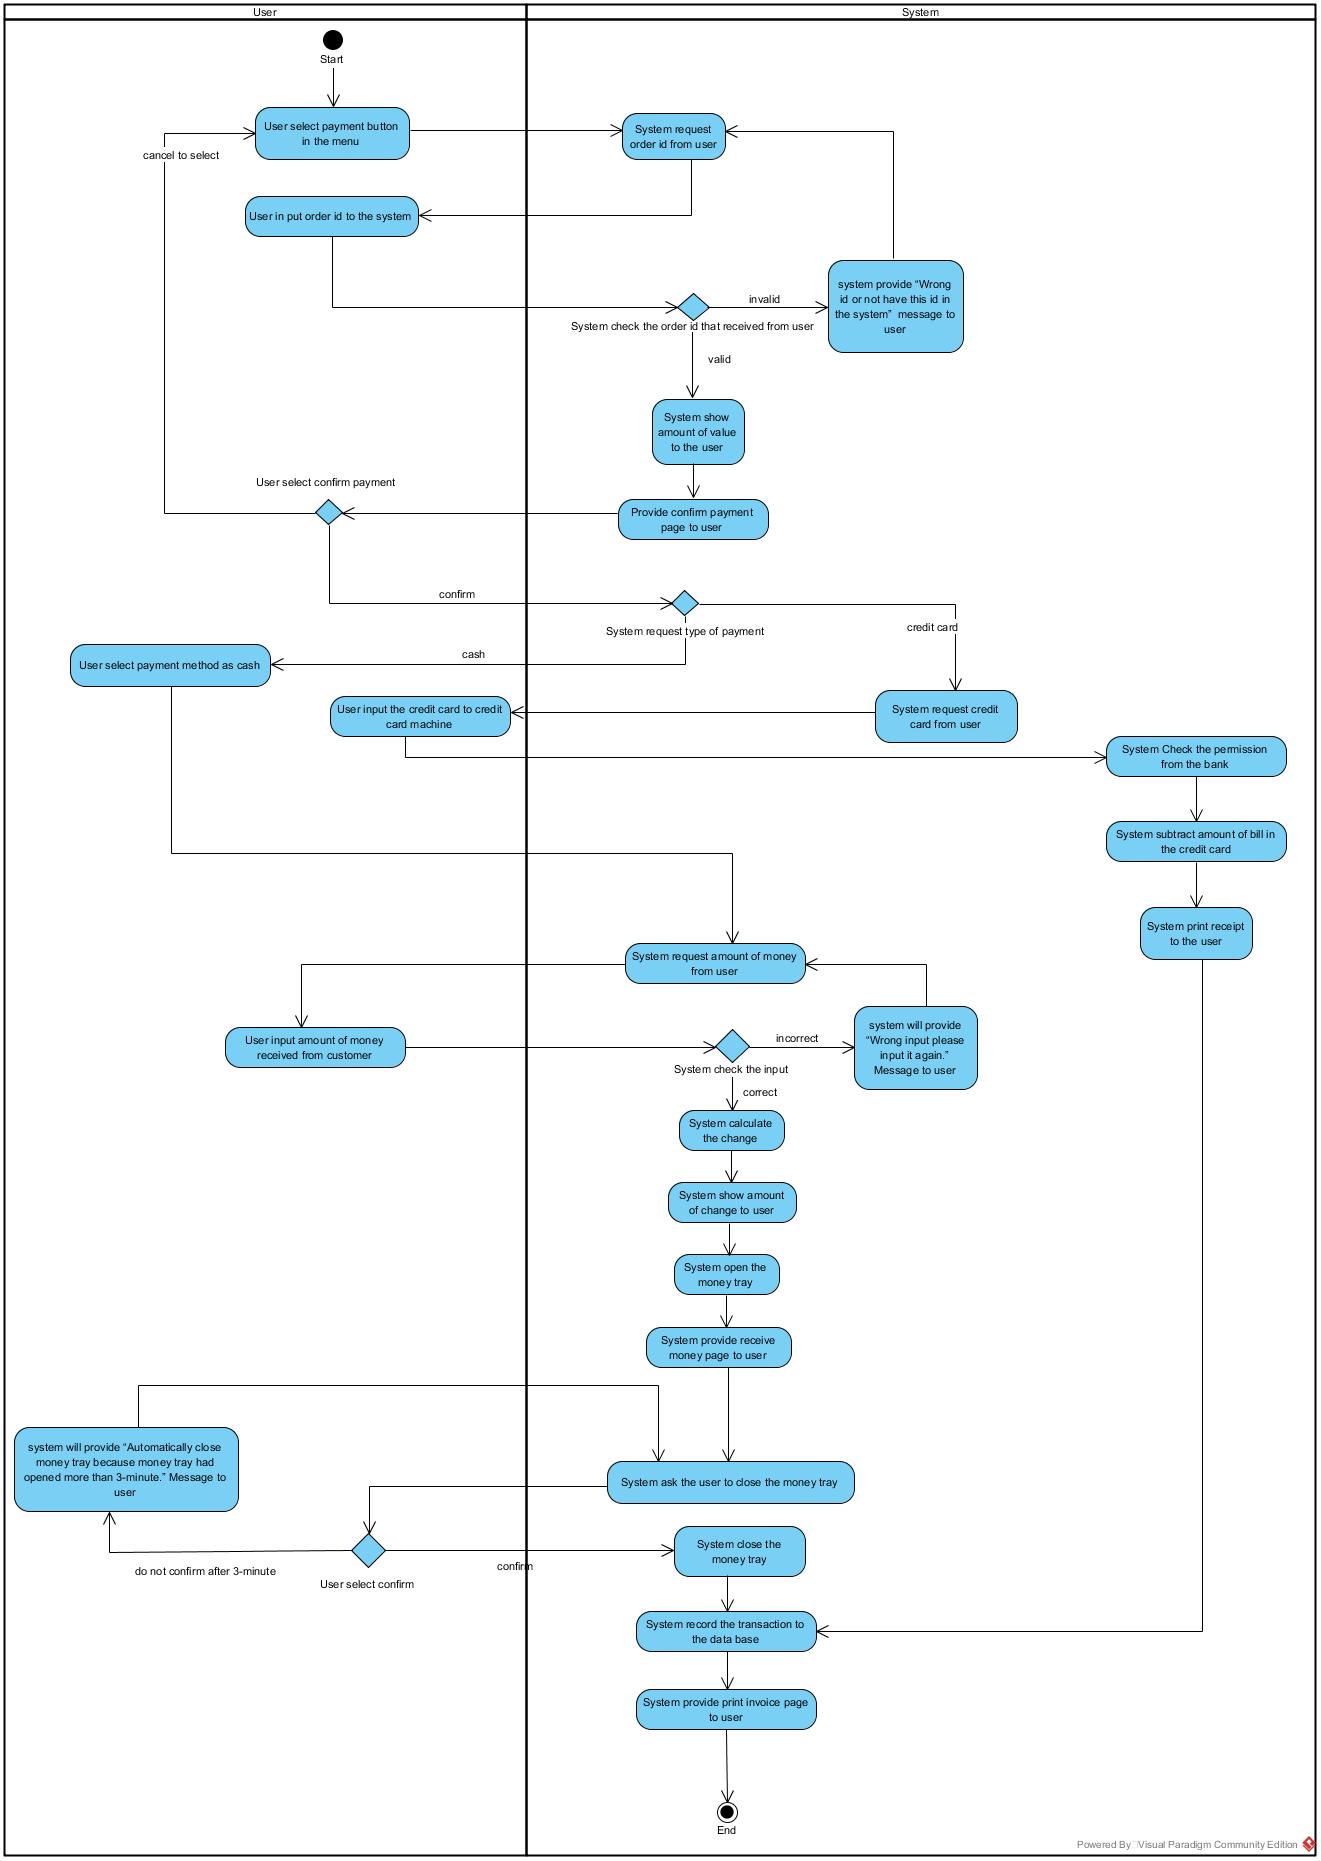 User
System
Start
User select payment button
in the menu
System request
order id from user
cancel to select
User in put order id to the system
system provide “Wrong
id or not have this id in
the system”  message to
user
invalid
System check the order id that received from user
valid
System show
amount of value
to the user
User select confirm payment
Provide confirm payment
page to user
confirm
System request type of payment
credit card
cash
User select payment method as cash
User input the credit card to credit
card machine
System request credit
card from user
System Check the permission
from the bank
System subtract amount of bill in
the credit card
System print receipt
to the user
System request amount of money
from user
User input amount of money
received from customer
incorrect
system will provide
“Wrong input please
input it again.”
Message to user
System check the input
correct
System calculate
the change
System show amount
of change to user
System open the
money tray
System provide receive
money page to user
system will provide “Automatically close
money tray because money tray had
opened more than 3-minute.” Message to
user
System ask the user to close the money tray
System close the
money tray
do not confirm after 3-minute
confirm
User select confirm
System record the transaction to
the data base
System provide print invoice page
to user
End
Powered By Visual Paradigm Community Edition